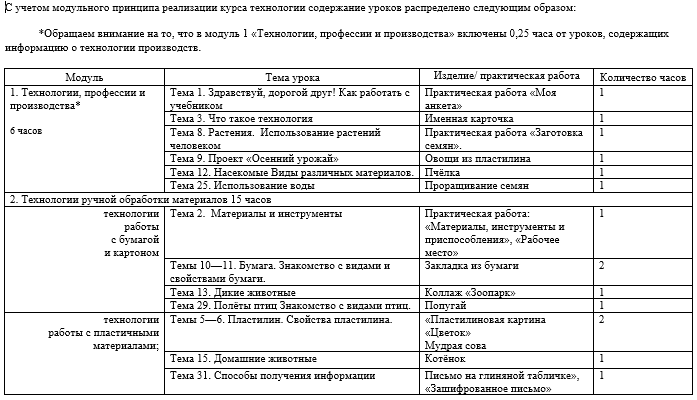 С учетом модульного принципа реализации курса технологии содержание уроков распределено следующим образом:
*Обращаем внимание на то, что в модуль 1 «Технологии, профессии и производства» включены 0,25 часа от уроков, содержащих
информацию о технологии производств.
Модуль
Тема урока
Изделие/ практическая работа
Количество часов
1. Технологии, профессии и
производства*
6 часов
Тема 1. Здравствуй, дорогой друг! Как работать с
учебником
Практическая работа «Моя
анкета»
1
Тема 3. Что такое технология
Именная карточка
1
Тема 8. Растения. Использование растений
человеком
Практическая работа «Заготовка
семян».
1
Тема 9. Проект «Осенний урожай»
Овощи из пластилина
1
Тема 12. Насекомые Виды различных материалов.
Пчёлка
1
Тема 25. Использование воды
Проращивание семян
1
2. Технологии ручной обработки материалов 15 часов
технологии
работы
с бумагой
и картоном
Тема 2. Материалы и инструменты
Практическая работа:
«Материалы, инструменты и
приспособления», «Рабочее
место»
1
Темы 10—11. Бумага. Знакомство с видами и
свойствами бумаги.
Закладка из бумаги
2
Тема 13. Дикие животные
Коллаж «Зоопарк»
1
Тема 29. Полёты птиц Знакомство с видами птиц.
Попугай
1
технологии
работы с пластичными
материалами;
Темы 5—6. Пластилин. Свойства пластилина.
«Пластилиновая картина
«Цветок»
Мудрая сова
2
Тема 15. Домашние животные
Котёнок
1
Тема 31. Способы получения информации
Письмо на глиняной табличке»,
«Зашифрованное письмо»
1